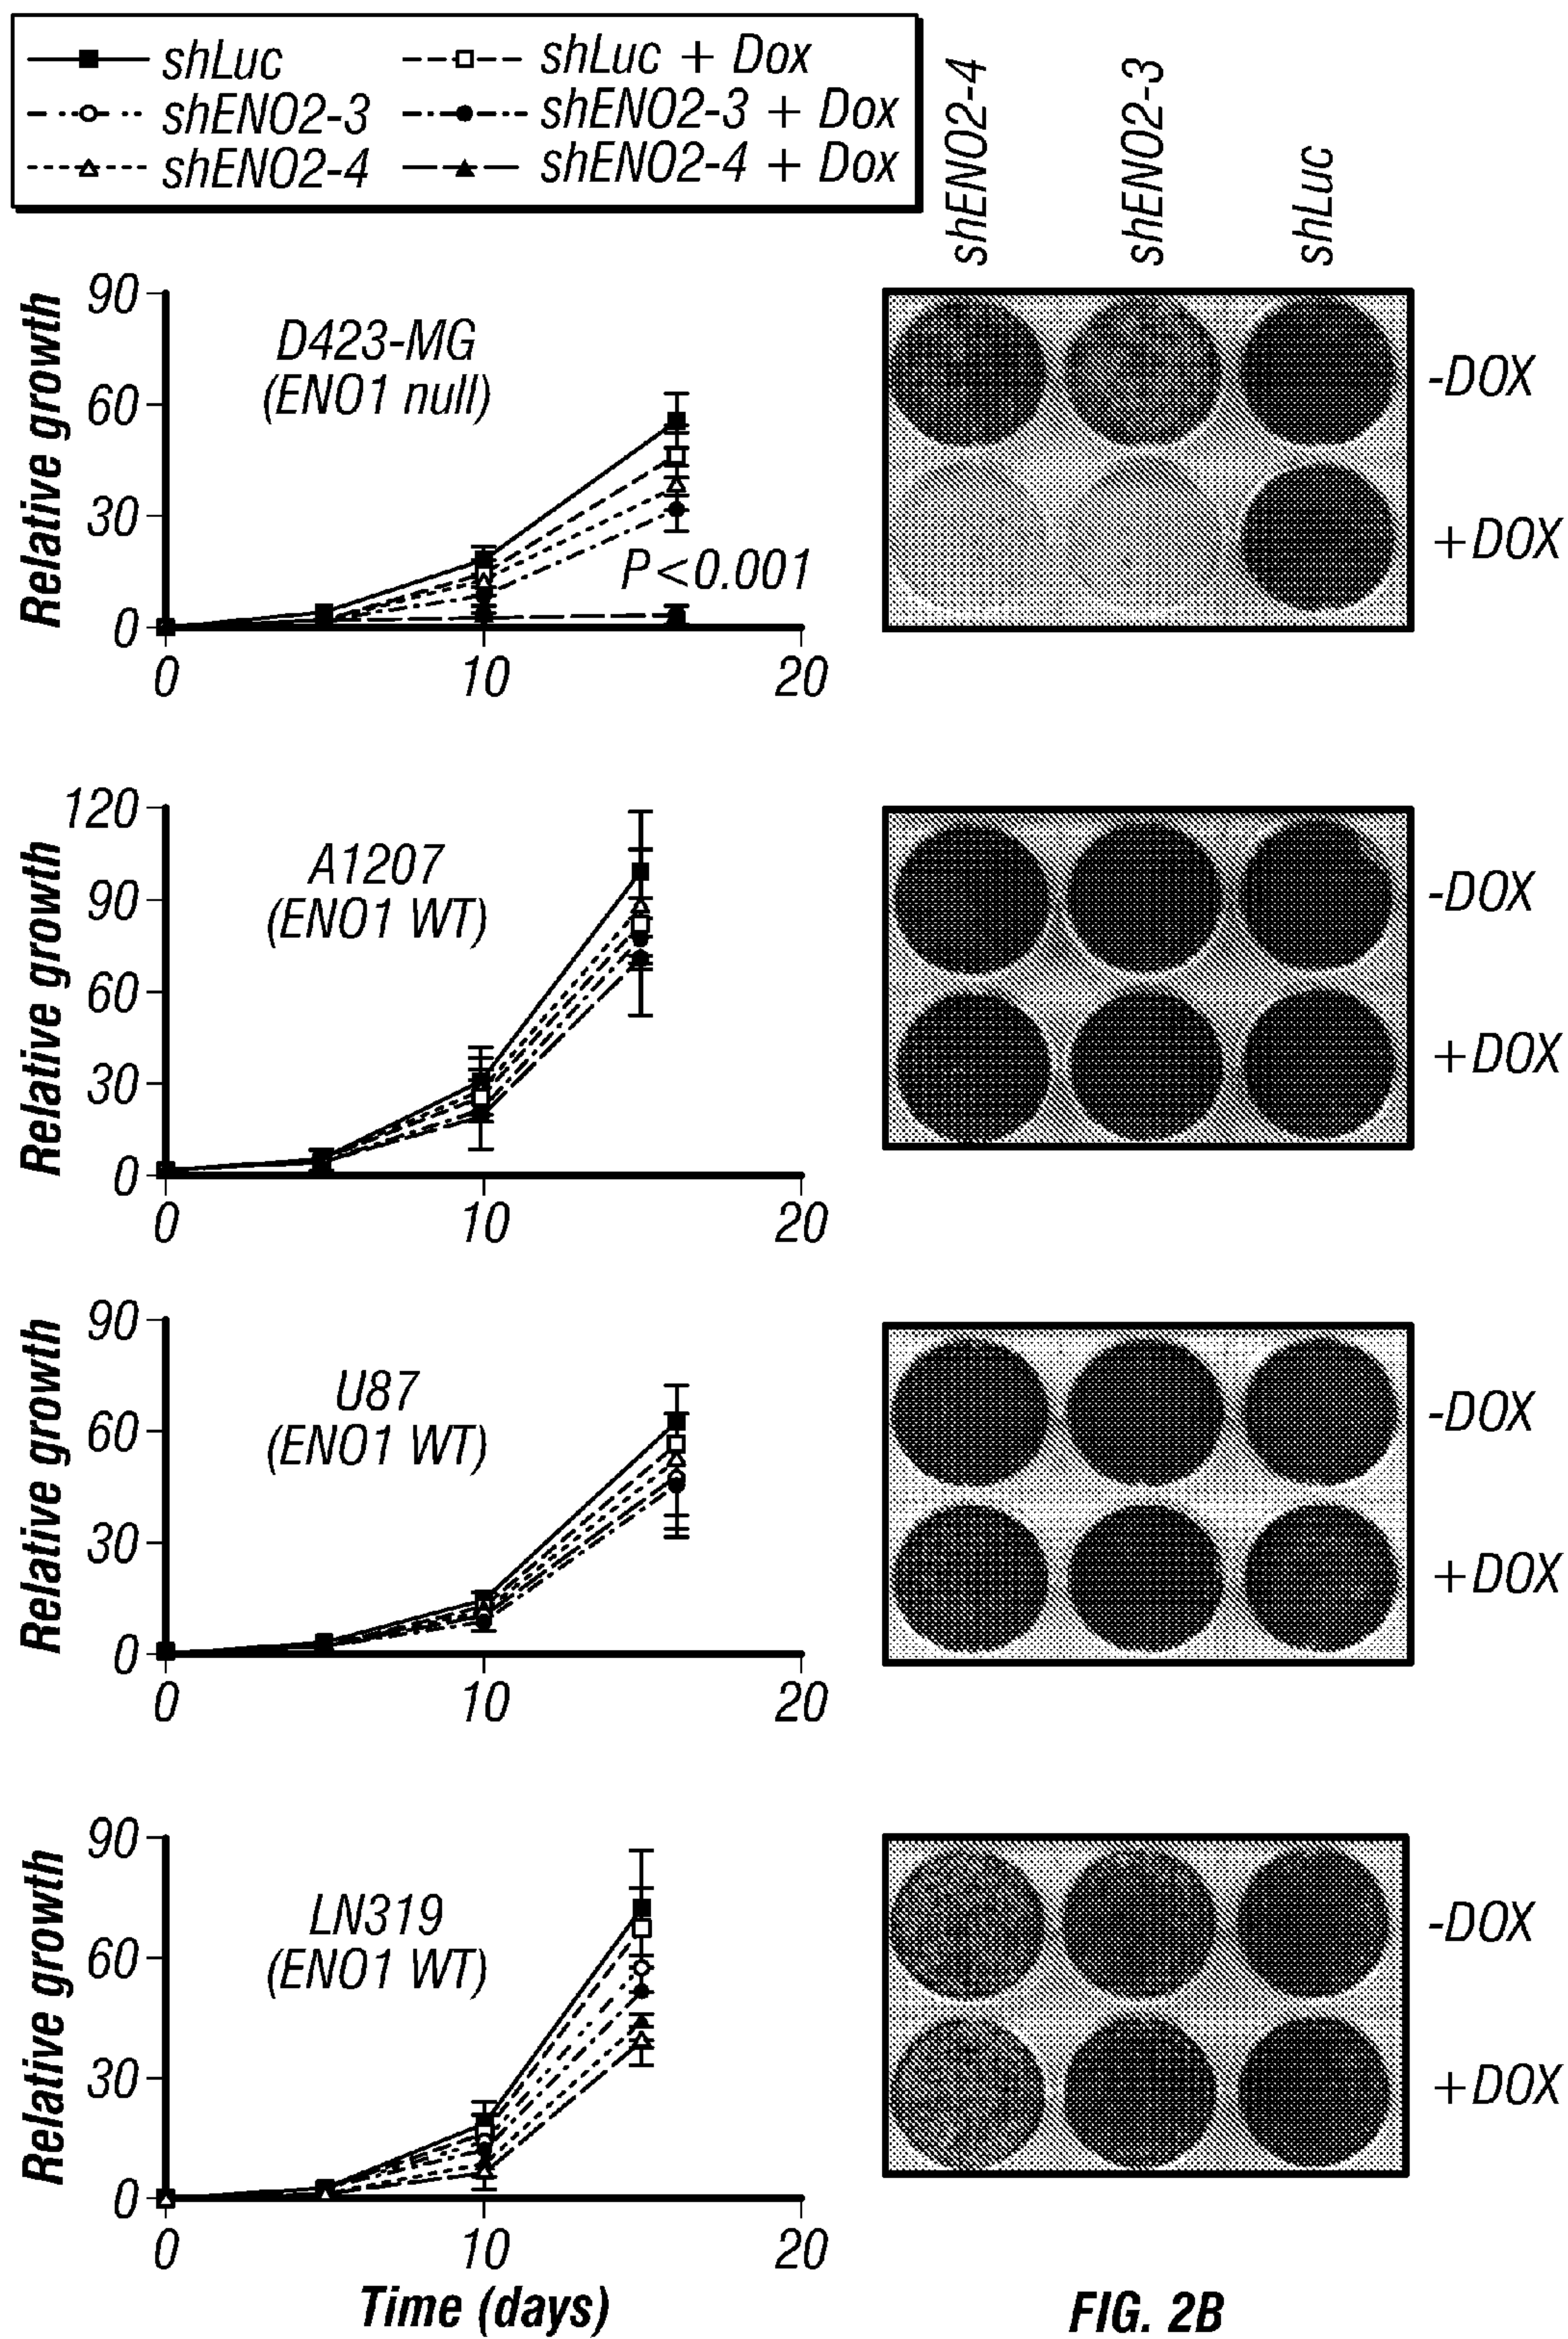 shLuc shLuc + Dox
shENO2-3 shENO2-3 + Dox
shENO2-4 shENO2-4 + Dox
shENO2-4
shENO2-3
shLuc
Relative growth
90
60
30
0
D423-MG
(ENO1 null)
P<0.001
0 10 20
-DOX
+DOX
Relative growth
120
90
60
30
0
A1207
(ENO1 WT)
0 10 20
-DOX
+DOX
Relative growth
90
60
30
0
U87
(ENO1 WT)
0 10 20
-DOX
+DOX
Relative growth
90
60
30
0
LN319
(ENO1 WT)
0 10 20
Time (days)
-DOX
+DOX
FIG. 2B